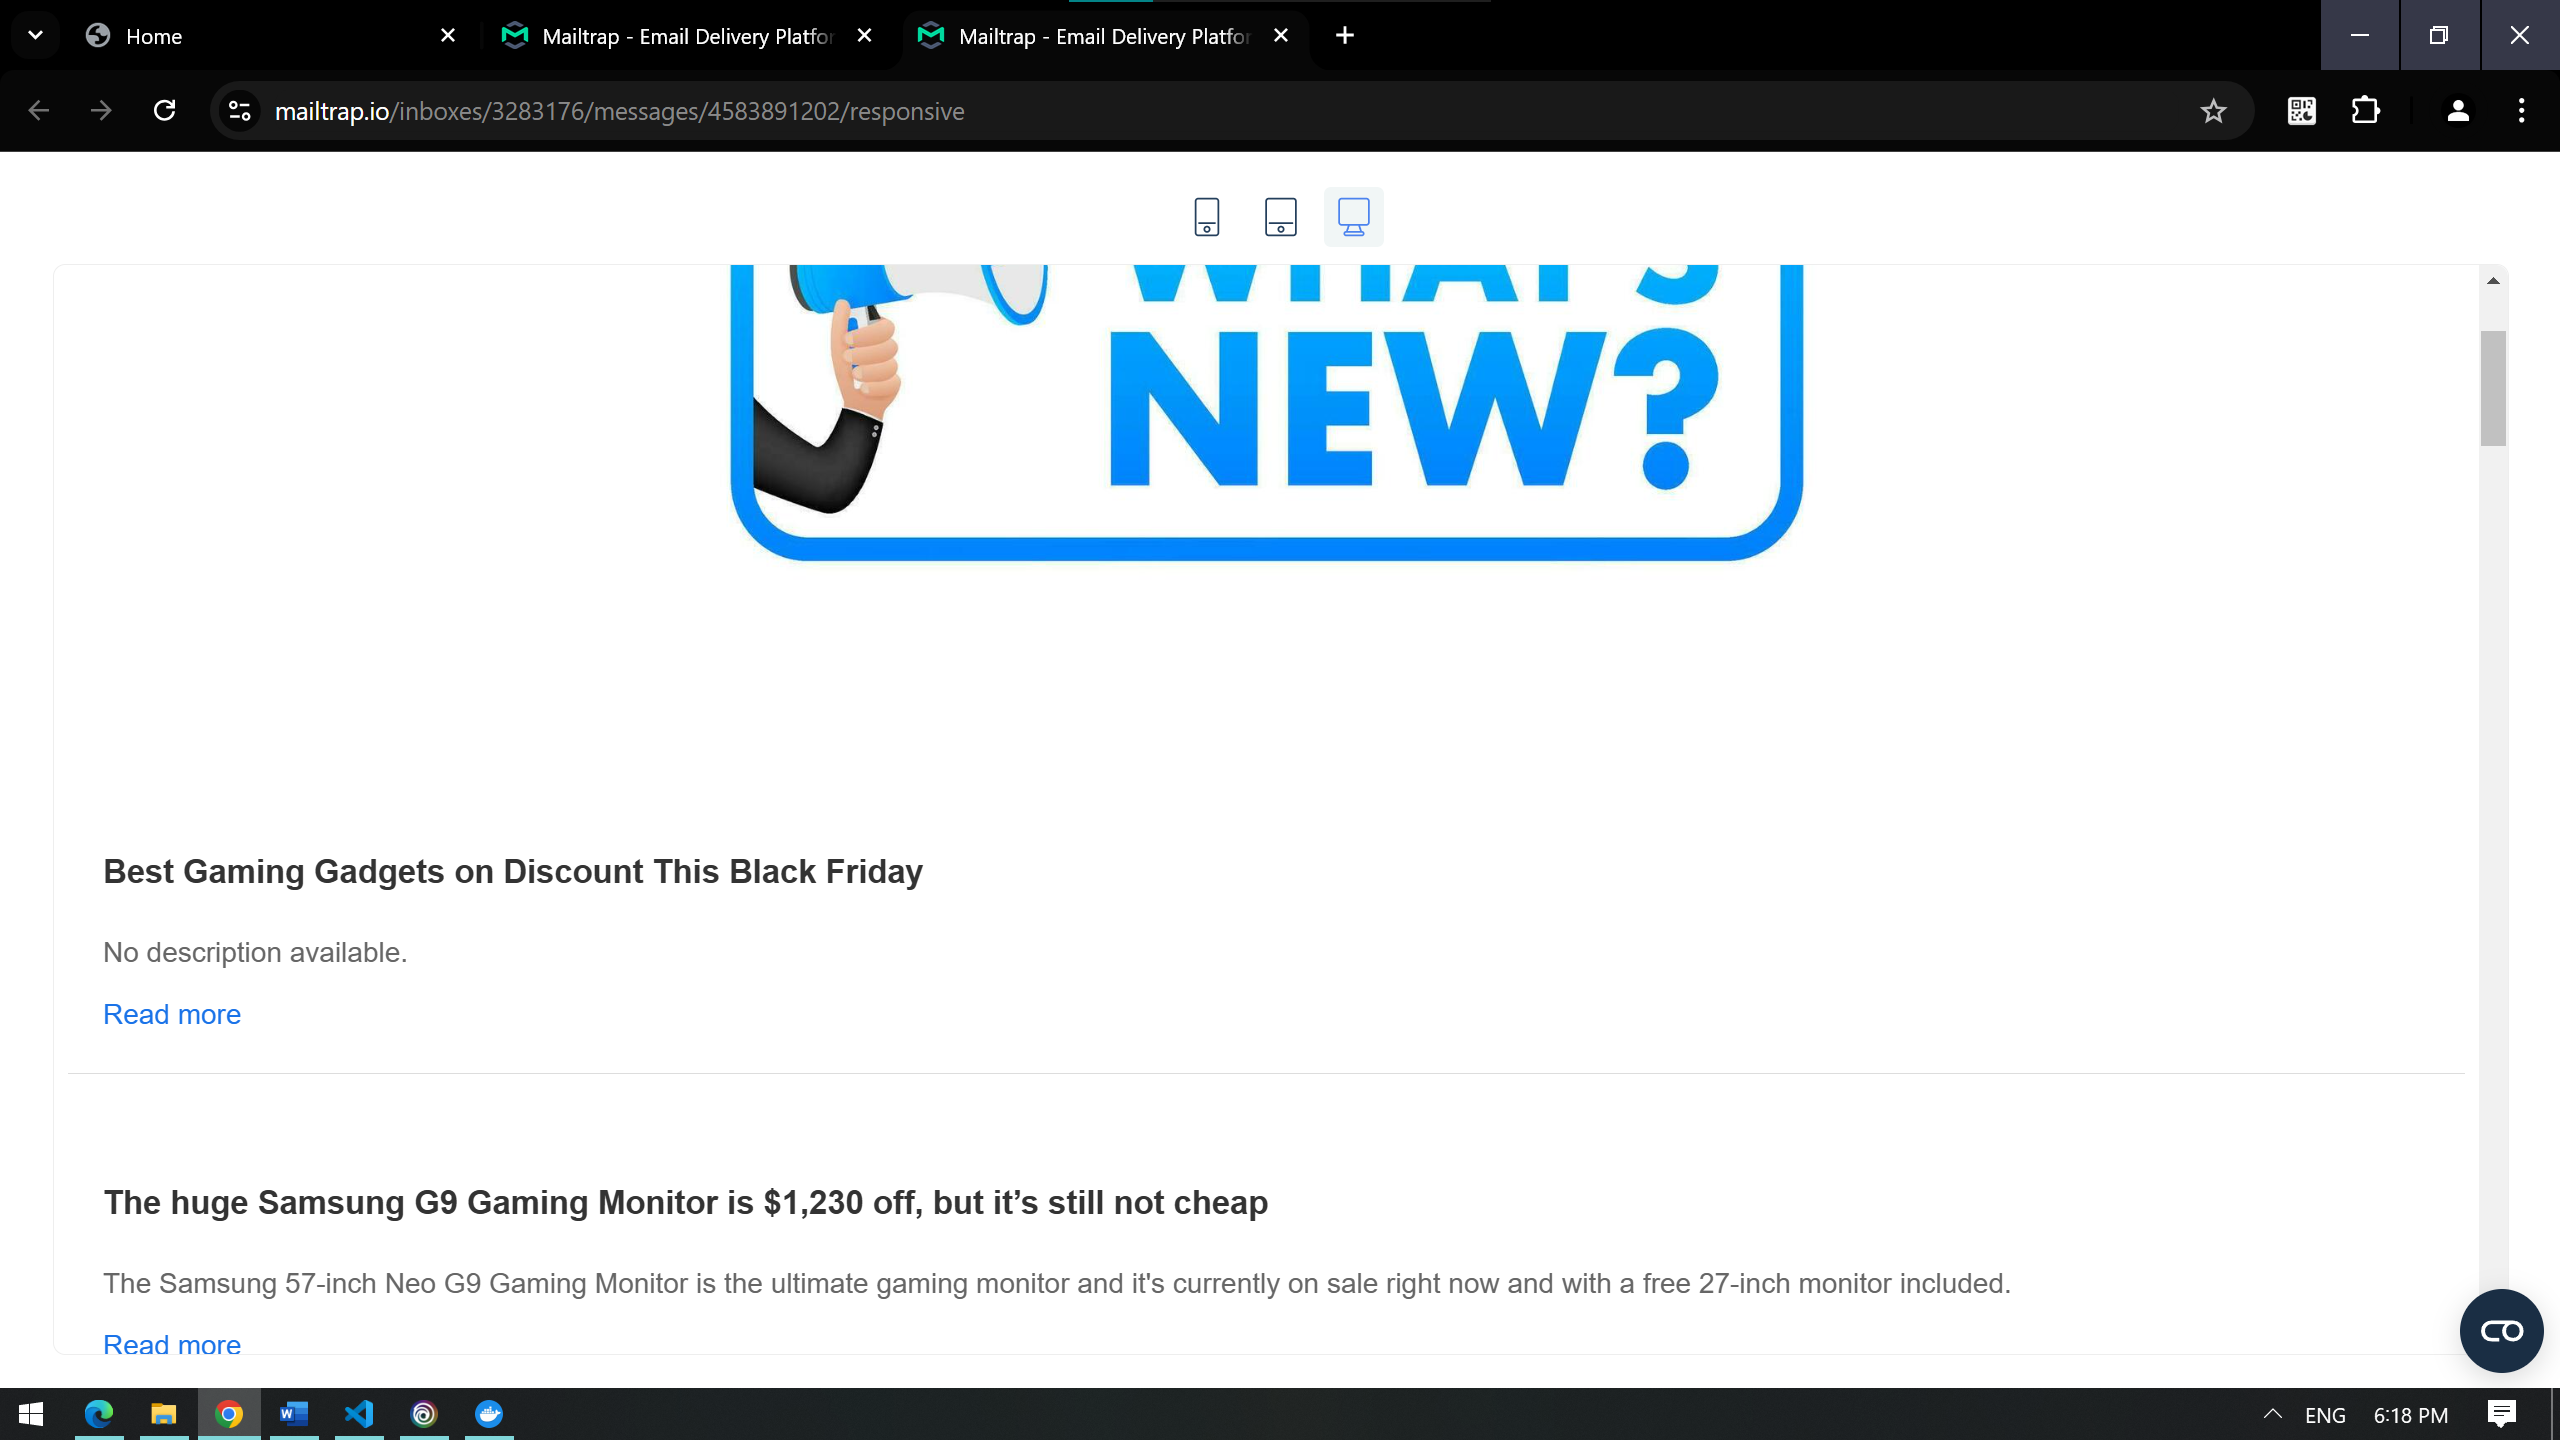 Home
Mailtrap - Email Delivery Platfor
Mailtrap - Email Delivery Platfor
mailtrap.io/inboxes/3283176/messages/4583891202/responsive
WHAT'S
NEW?
Best Gaming Gadgets on Discount This Black Friday
No description available.
Read more
The huge Samsung G9 Gaming Monitor is $1,230 off, but it’s still not cheap
The Samsung 57-inch Neo G9 Gaming Monitor is the ultimate gaming monitor and it's currently on sale right now and with a free 27-inch monitor included.
Read more
ENG
6:18 PM